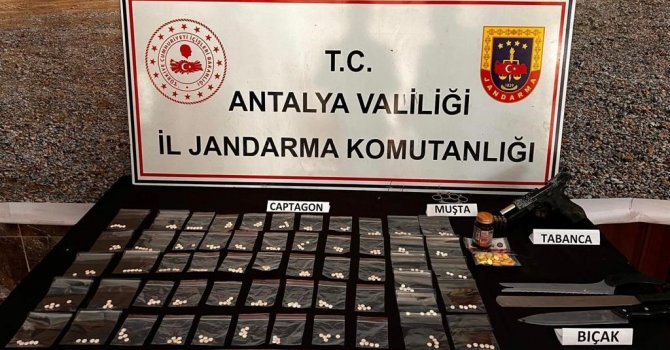 T.C.
ANTALYA VALİLİĞİ
İL JANDARMA KOMUTANLIĞI
JANDARMA
CAPTAGON
MUŞTA
TABANCA
BIÇAK